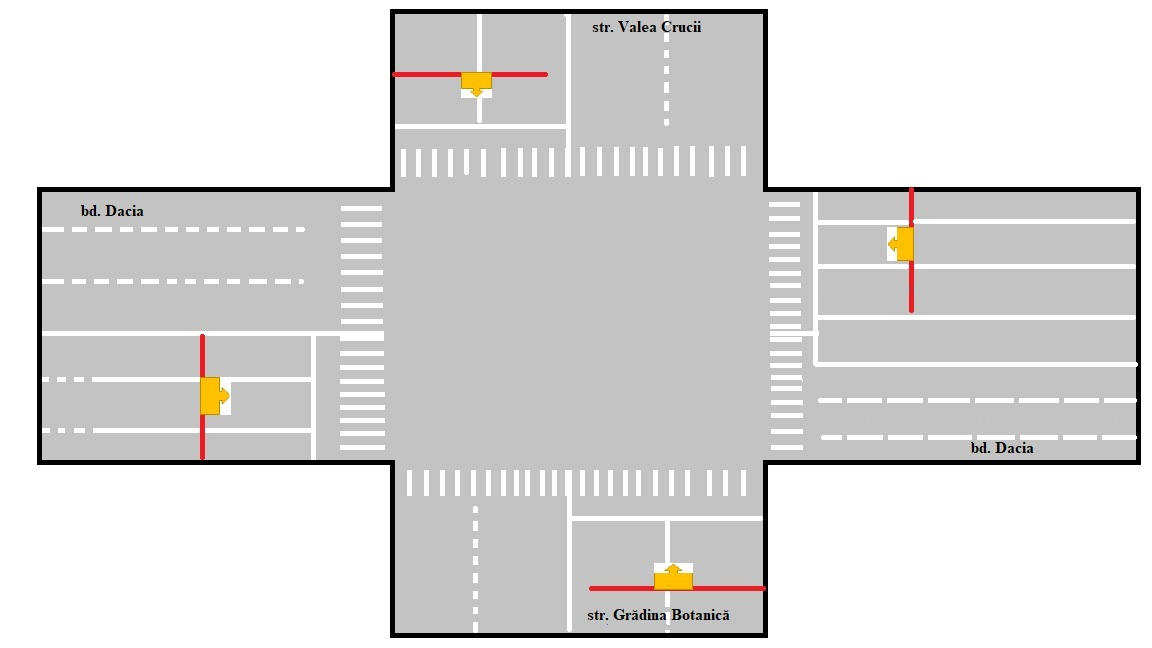 str. Valea Crucii
bd. Dacia
bd. Dacia
str. Grădina Botanică